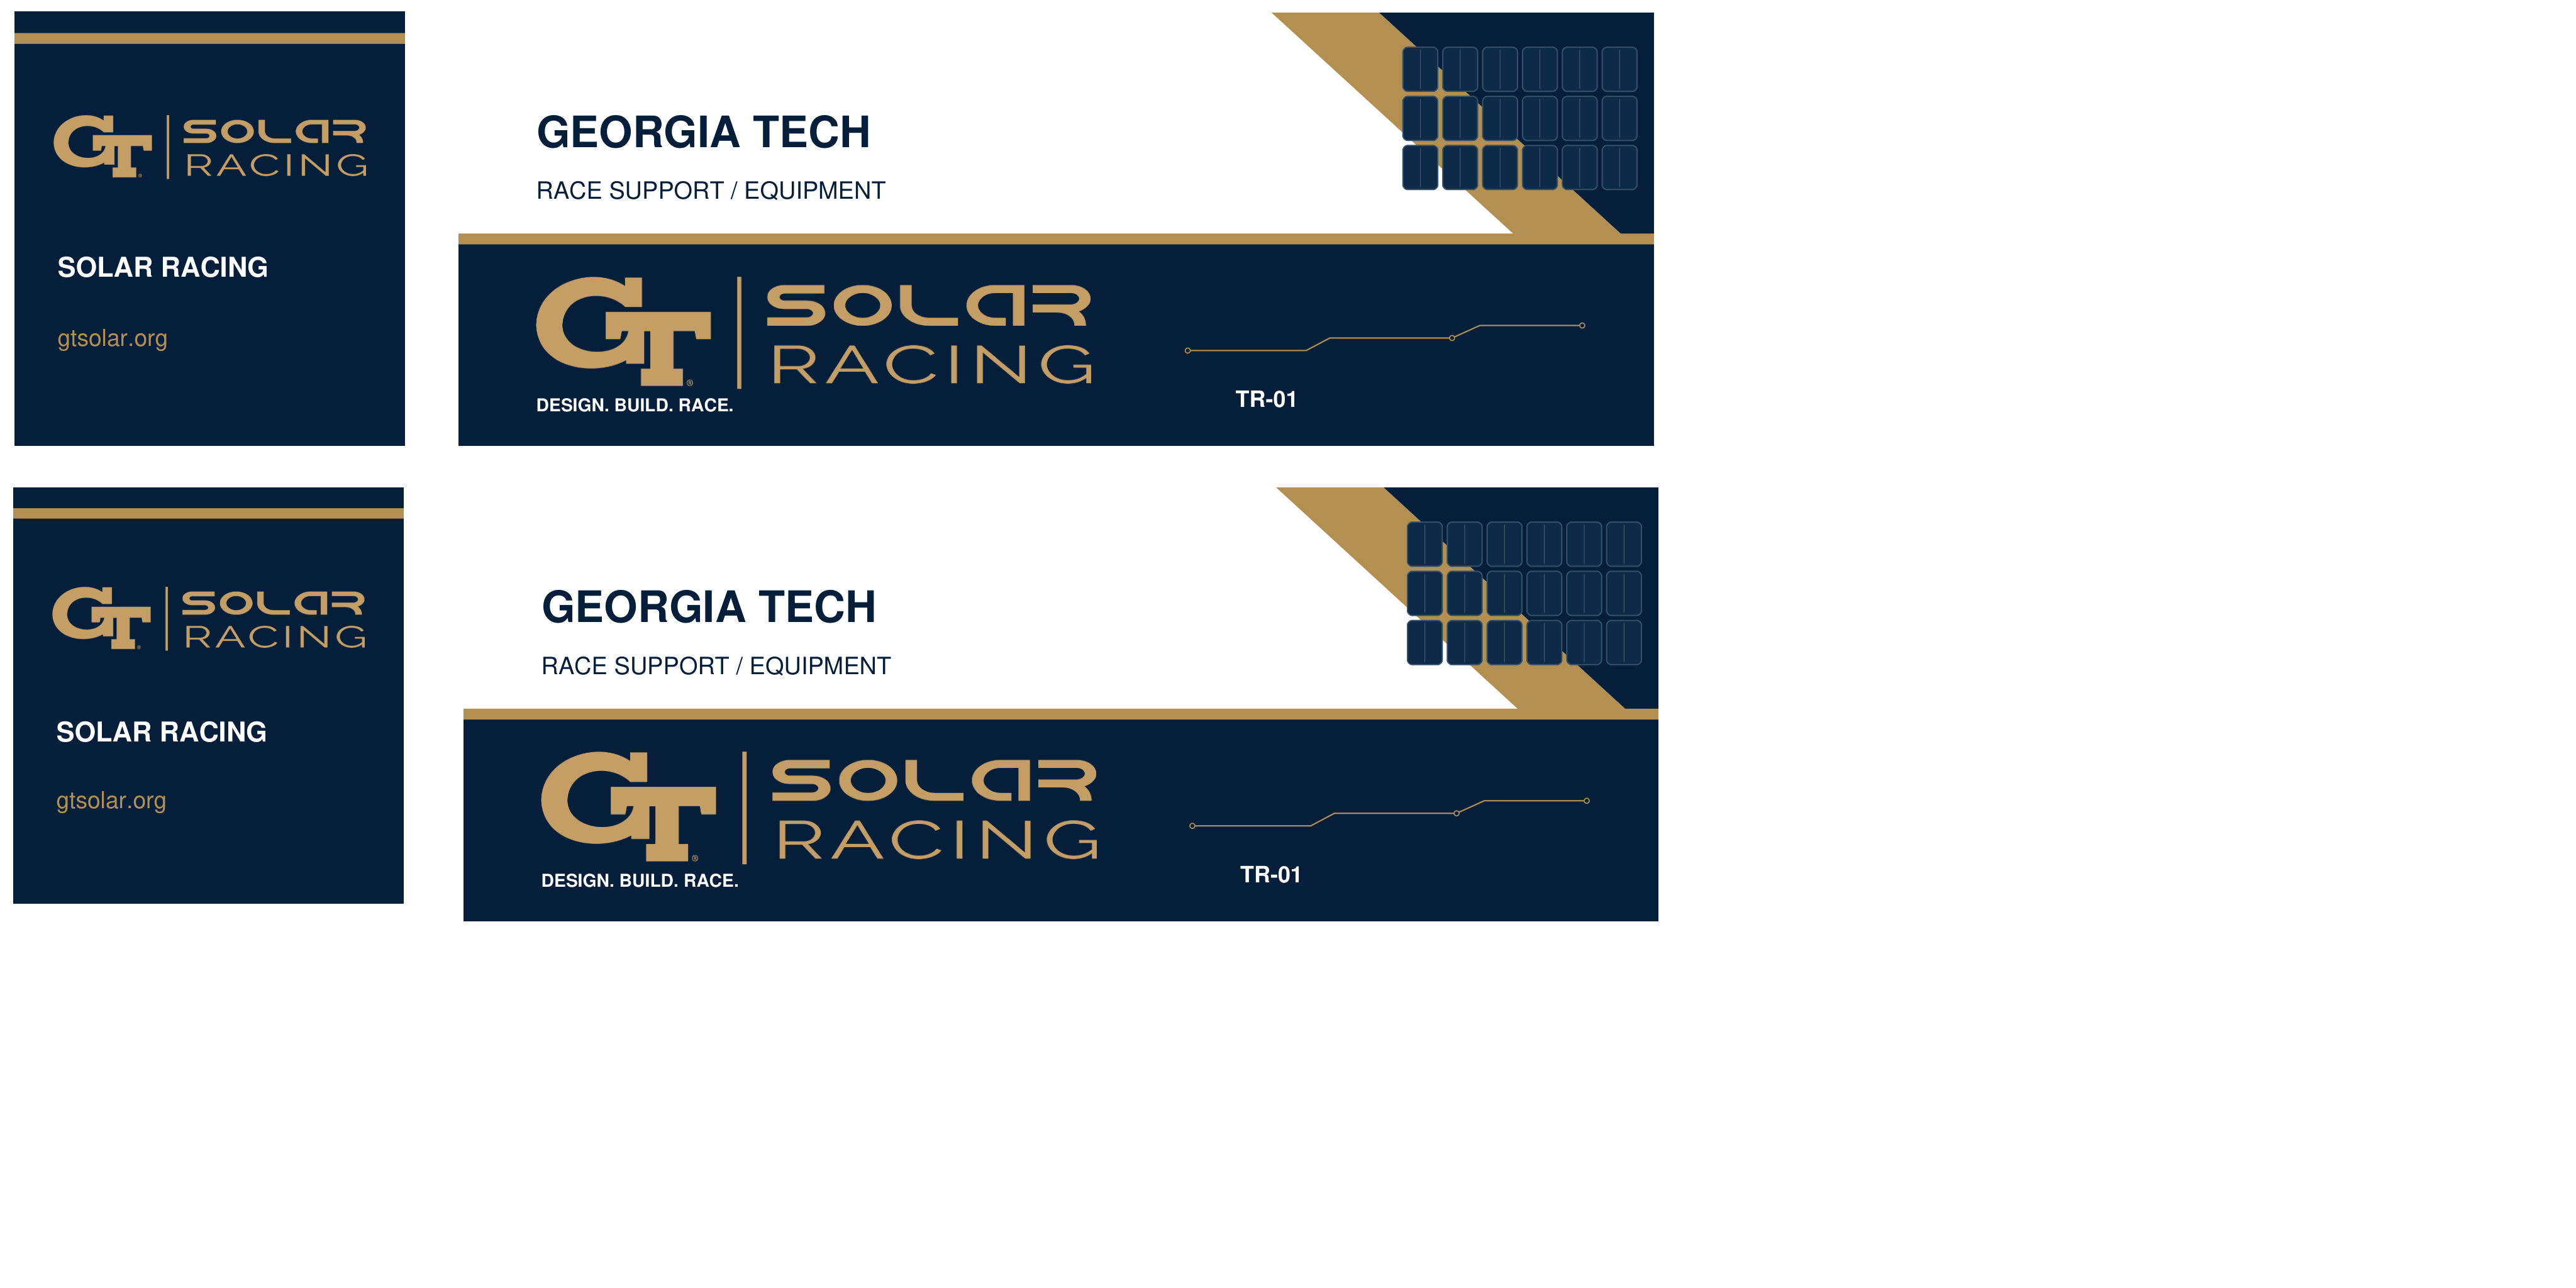 GT® SOLAR
RACING
SOLAR RACING
gtsolar.org
GEORGIA TECH
RACE SUPPORT / EQUIPMENT
GT® SOLAR
RACING
DESIGN. BUILD. RACE.
TR-01
GT® SOLAR
RACING
SOLAR RACING
gtsolar.org
GEORGIA TECH
RACE SUPPORT / EQUIPMENT
GT® SOLAR
RACING
DESIGN. BUILD. RACE.
TR-01